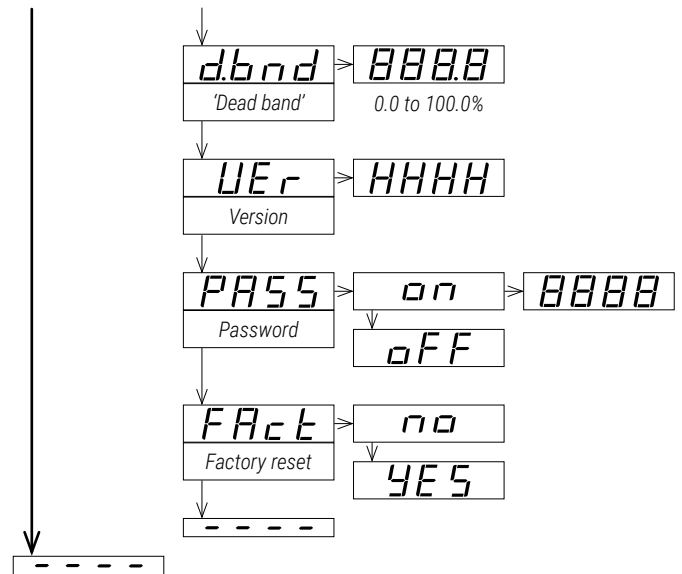 d.bnd 888.8
'Dead band' 0.0 to 100.0%
VEr HHHH
Version
PASS on 8888
Password
oFF
FAct no
Factory reset
YES
- - - -
- - - -